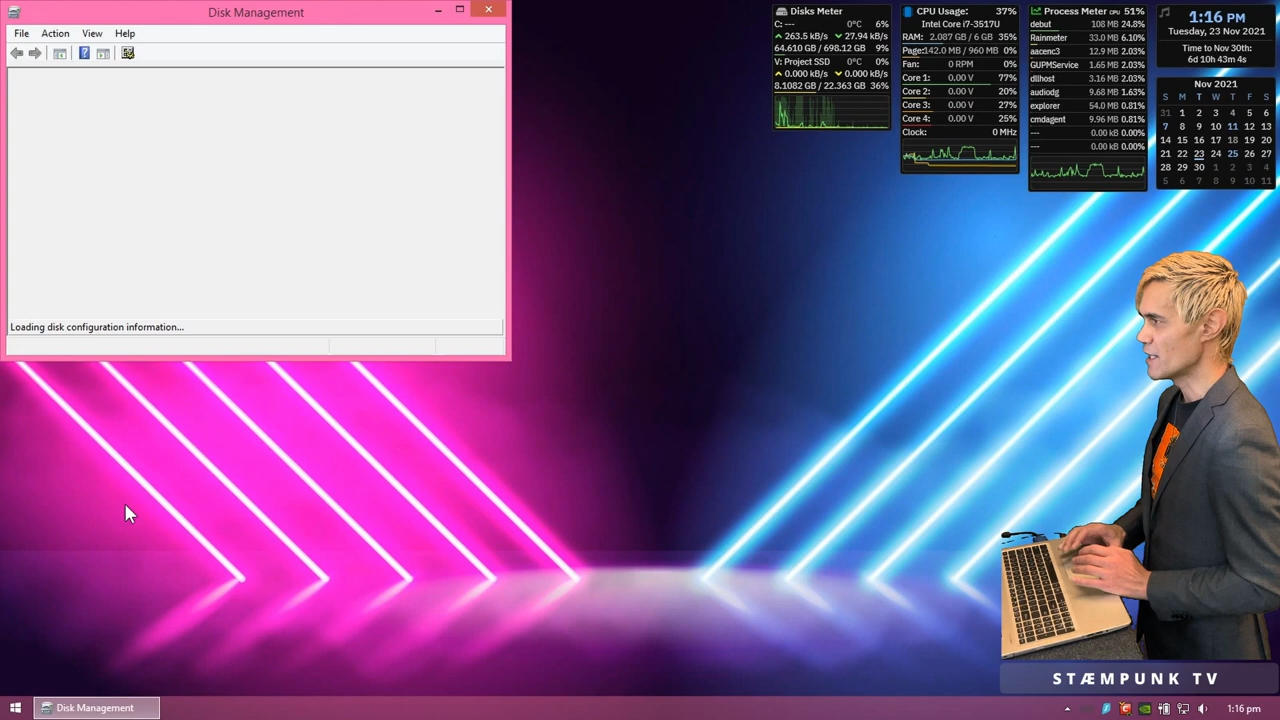 Disk Management
File Action View Help
Loading disk configuration information...
Disks Meter
C: --- 0°C 6%
263.5 kB/s 27.94 kB/s
64.610 GB / 698.12 GB 9%
V: Project SSD 0°C 0%
0.000 kB/s 0.000 kB/s
8.1082 GB / 22.363 GB 36%
CPU Usage: 37%
Intel Core i7-3517U
RAM: 2.087 GB / 6 GB 35%
Page: 142.0 MB / 960 MB 0%
Fan: 0 RPM 0%
Core 1: 0.00 V 77%
Core 2: 0.00 V 20%
Core 3: 0.00 V 27%
Core 4: 0.00 V 25%
Clock: 0 MHz
Process Meter CPU 51%
debut 108 MB 24.8%
Rainmeter 33.0 MB 6.10%
aacenc3 12.9 MB 2.03%
GUPMService 1.65 MB 2.03%
dllhost 3.16 MB 2.03%
audiodg 9.68 MB 1.63%
explorer 54.0 MB 0.81%
cmdagent 9.96 MB 0.81%
--- 0.00 kB 0.00%
--- 0.00 kB 0.00%
1:16 PM
Tuesday, 23 Nov 2021
Time to Nov 30th:
6d 10h 43m 4s
Nov 2021
S M T W T F S
31 1 2 3 4 5 6
7 8 9 10 11 12 13
14 15 16 17 18 19 20
21 22 23 24 25 26 27
28 29 30 1 2 3 4
5 6 7 8 9 10 11
STÆMPUNK TV
Disk Management
1:16 pm